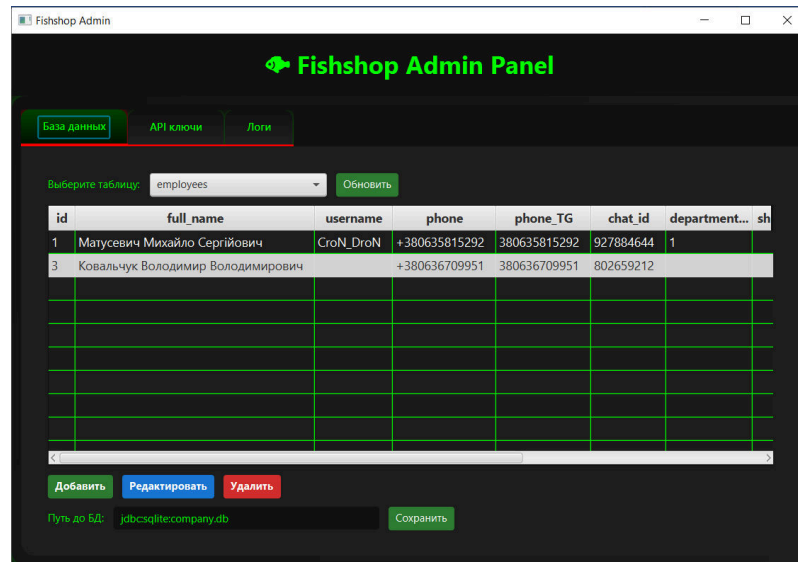 Fishshop Admin
Fishshop Admin Panel
База данных API ключи Логи
Выберите таблицу: employees Обновить
id full_name username phone phone_TG chat_id department... sh
1 Матусевич Михайло Сергійович CroN_DroN +380635815292 380635815292 927884644 1
3 Ковальчук Володимир Володимирович +380636709951 380636709951 802659212
Добавить Редактировать Удалить
Путь до БД: jdbc:sqlite:company.db Сохранить